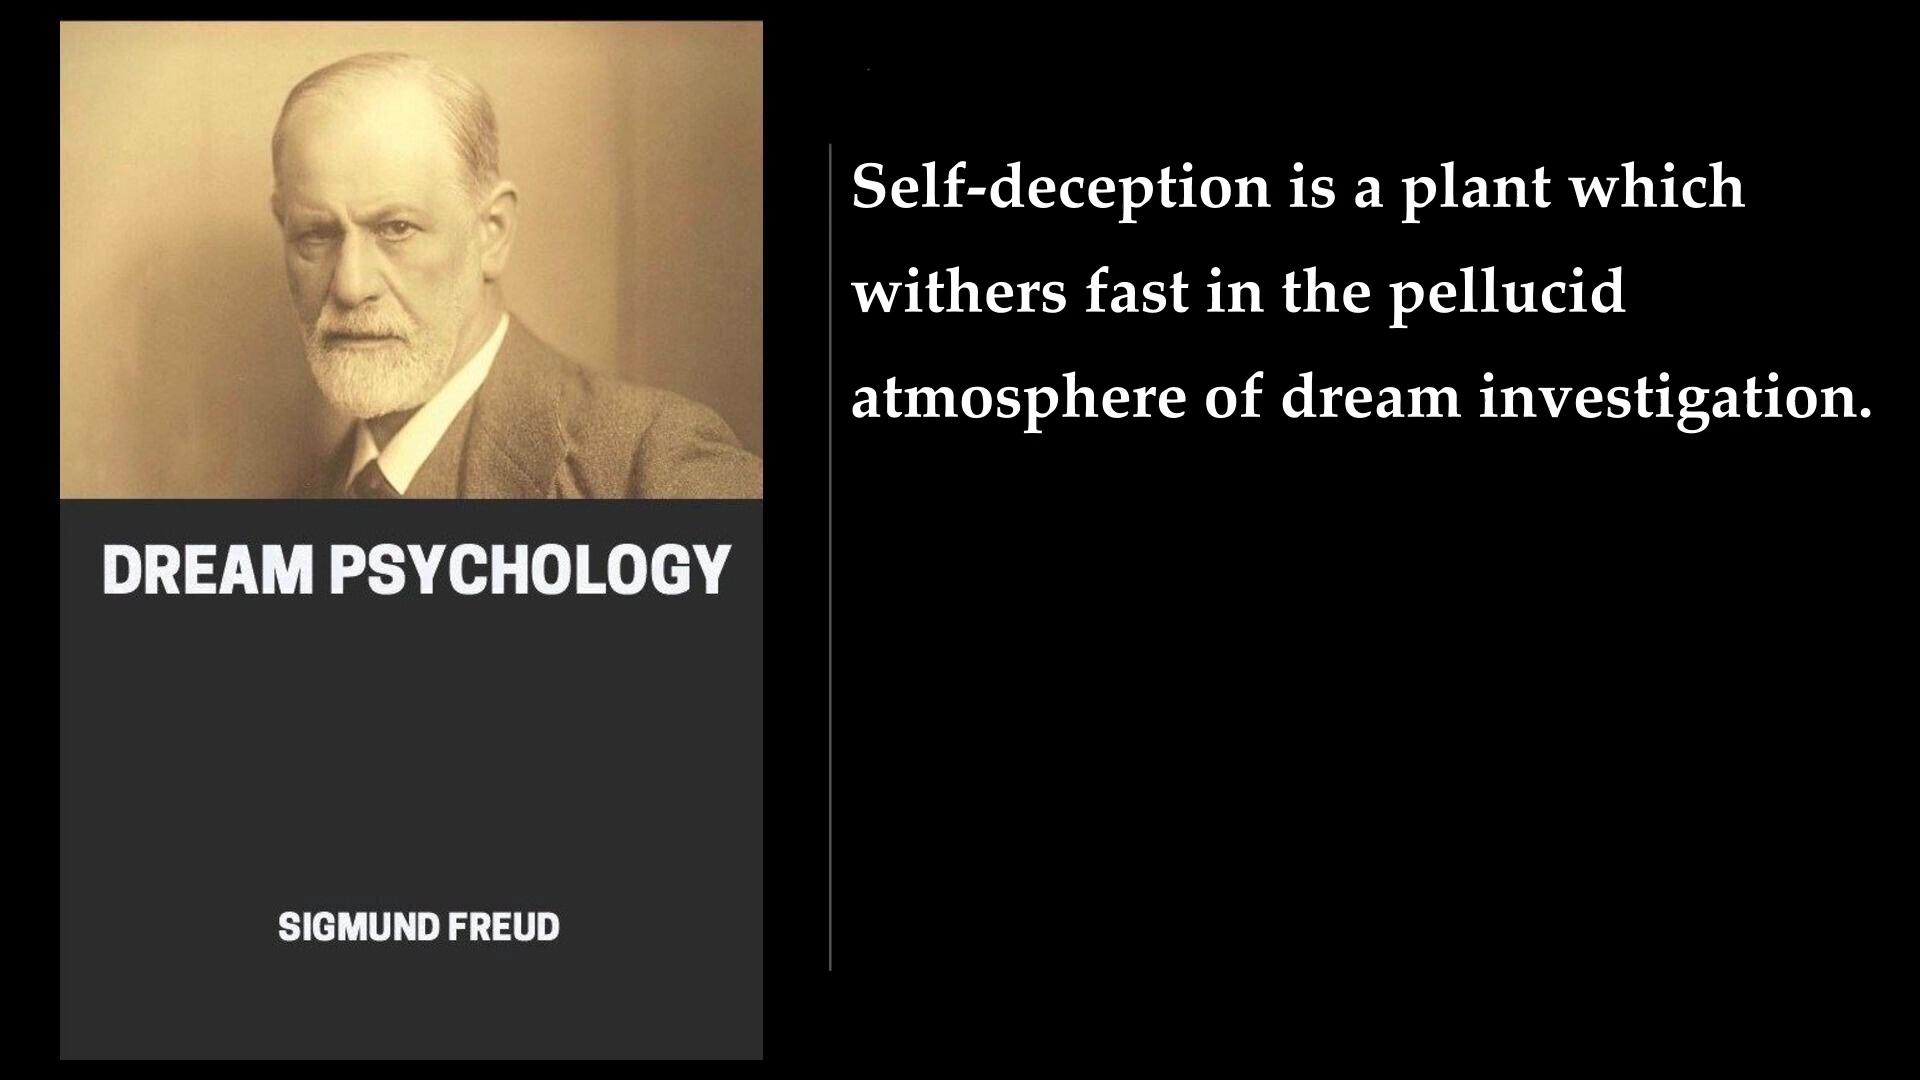 DREAM PSYCHOLOGY
SIGMUND FREUD
Self-deception is a plant which
withers fast in the pellucid
atmosphere of dream investigation.